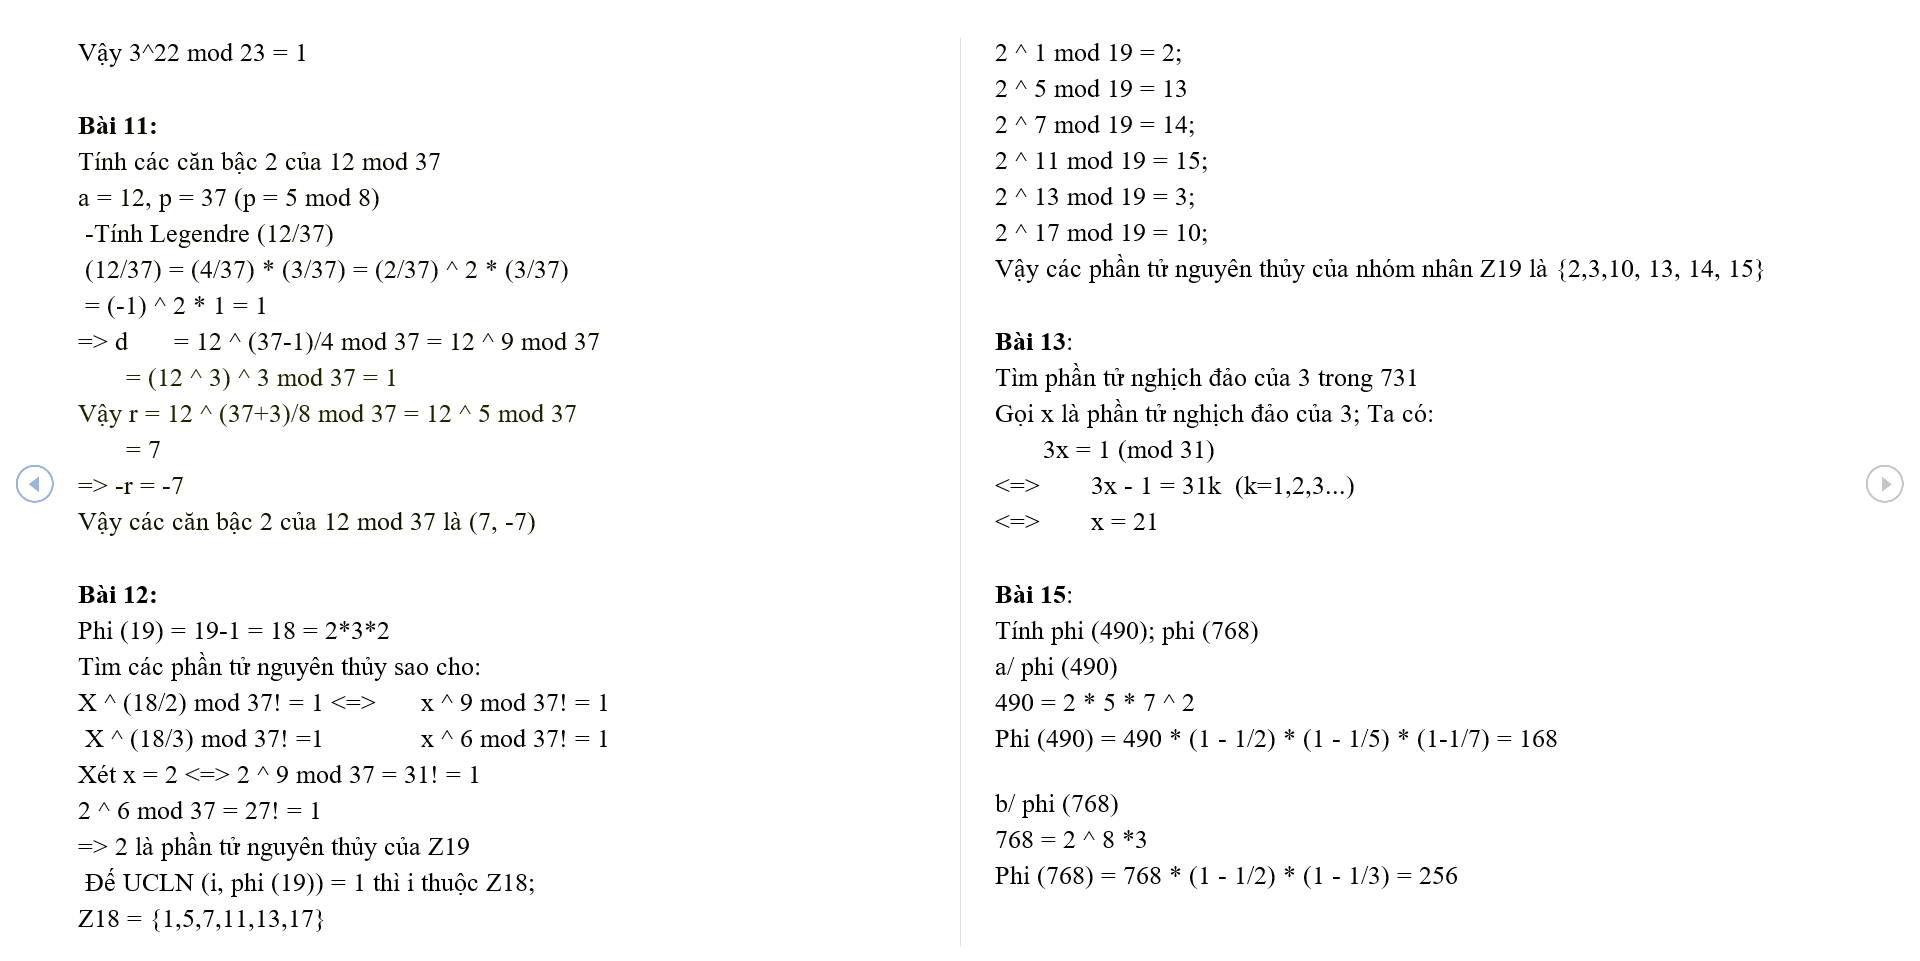 Vậy 3^22 mod 23 = 1
Bài 11:
Tính các căn bậc 2 của 12 mod 37
a = 12, p = 37 (p = 5 mod 8)
-Tính Legendre (12/37)
(12/37) = (4/37) * (3/37) = (2/37) ^ 2 * (3/37)
= (-1) ^ 2 * 1 = 1
=> d = 12 ^ (37-1)/4 mod 37 = 12 ^ 9 mod 37
= (12 ^ 3) ^ 3 mod 37 = 1
Vậy r = 12 ^ (37+3)/8 mod 37 = 12 ^ 5 mod 37
= 7
=> -r = -7
Vậy các căn bậc 2 của 12 mod 37 là (7, -7)
Bài 12:
Phi (19) = 19-1 = 18 = 2*3*2
Tìm các phần tử nguyên thủy sao cho:
X ^ (18/2) mod 37! = 1 <=> x ^ 9 mod 37! = 1
X ^ (18/3) mod 37! =1 x ^ 6 mod 37! = 1
Xét x = 2 <=> 2 ^ 9 mod 37 = 31! = 1
2 ^ 6 mod 37 = 27! = 1
=> 2 là phần tử nguyên thủy của Z19
Đế UCLN (i, phi (19)) = 1 thì i thuộc Z18;
Z18 = {1,5,7,11,13,17}
2 ^ 1 mod 19 = 2;
2 ^ 5 mod 19 = 13
2 ^ 7 mod 19 = 14;
2 ^ 11 mod 19 = 15;
2 ^ 13 mod 19 = 3;
2 ^ 17 mod 19 = 10;
Vậy các phần tử nguyên thủy của nhóm nhân Z19 là {2,3,10, 13, 14, 15}
Bài 13:
Tìm phần tử nghịch đảo của 3 trong 731
Gọi x là phần tử nghịch đảo của 3; Ta có:
3x = 1 (mod 31)
<=> 3x - 1 = 31k (k=1,2,3...)
<=> x = 21
Bài 15:
Tính phi (490); phi (768)
a/ phi (490)
490 = 2 * 5 * 7 ^ 2
Phi (490) = 490 * (1 - 1/2) * (1 - 1/5) * (1-1/7) = 168
b/ phi (768)
768 = 2 ^ 8 *3
Phi (768) = 768 * (1 - 1/2) * (1 - 1/3) = 256